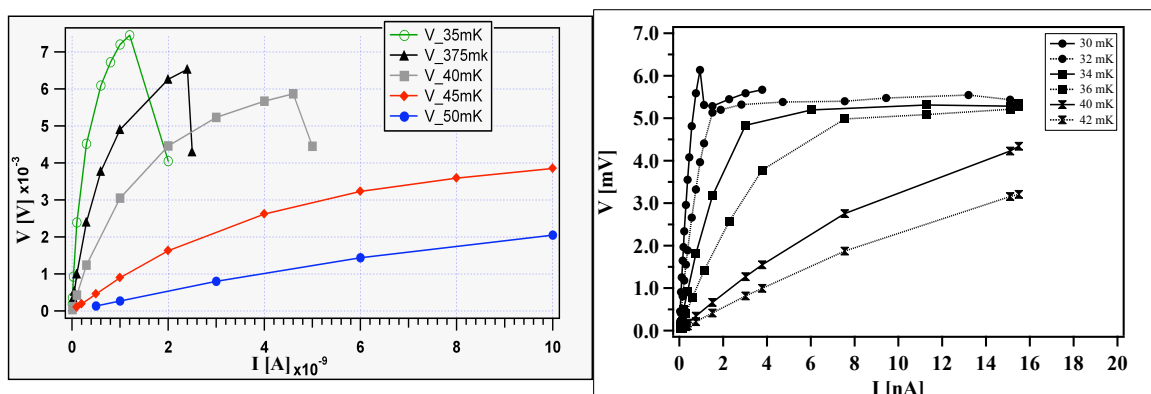 V [V] x10⁻³
7
6
5
4
3
2
1
0
0
2
4
6
8
10
I [A] x10⁻⁹
V_35mK
V_375mk
V_40mK
V_45mK
V_50mK
V [mV]
7.0
6.0
5.0
4.0
3.0
2.0
1.0
0.0
0
2
4
6
8
10
12
14
16
18
20
I [nA]
30 mK
32 mK
34 mK
36 mK
40 mK
42 mK